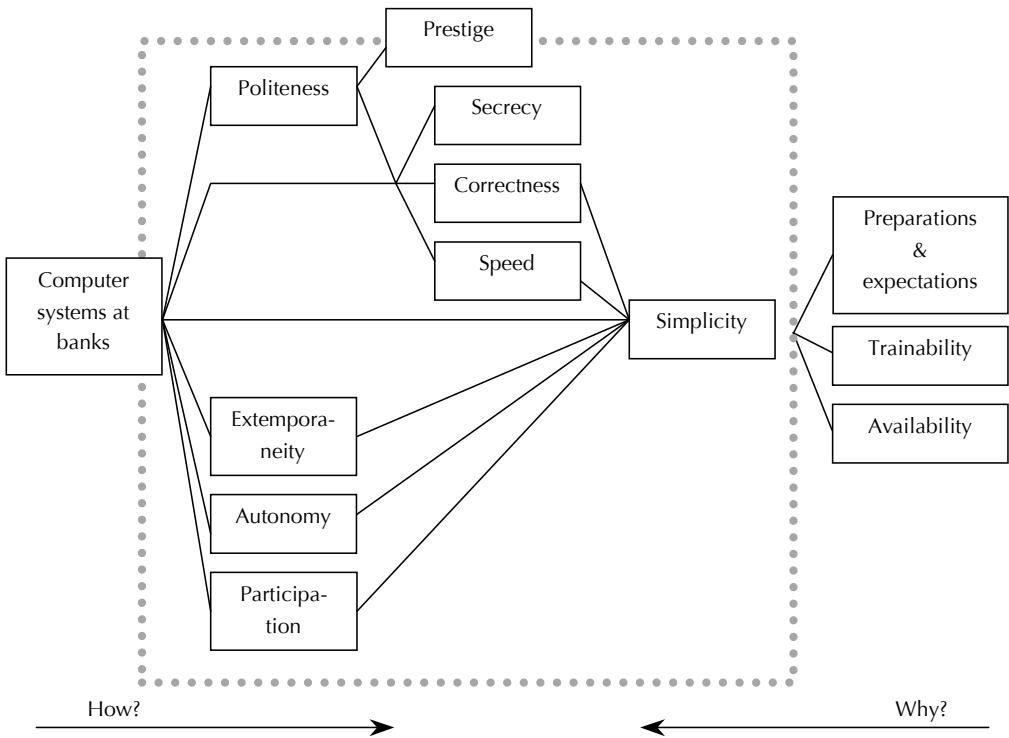 Prestige
Politeness
Secrecy
Correctness
Speed
Computer
systems at
banks
Simplicity
Preparations
&
expectations
Trainability
Availability
Extempora-
neity
Autonomy
Participa-
tion
How?
Why?